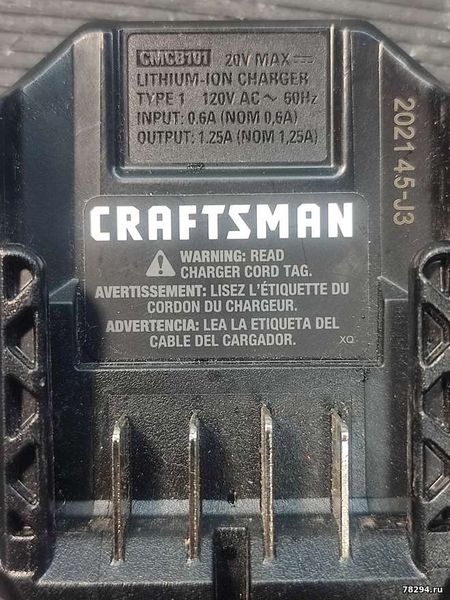 CMCB101 20V MAX ⎓
LITHIUM-ION CHARGER
TYPE 1 120V AC ~ 60Hz
INPUT: 0.6A (NOM 0,6A)
OUTPUT: 1.25A (NOM 1,25A)
2021 45-J3
CRAFTSMAN
WARNING: READ
CHARGER CORD TAG.
AVERTISSEMENT: LISEZ L'ÉTIQUETTE DU
CORDON DU CHARGEUR.
ADVERTENCIA: LEA LA ETIQUETA DEL
CABLE DEL CARGADOR.
XQ
78294.ru